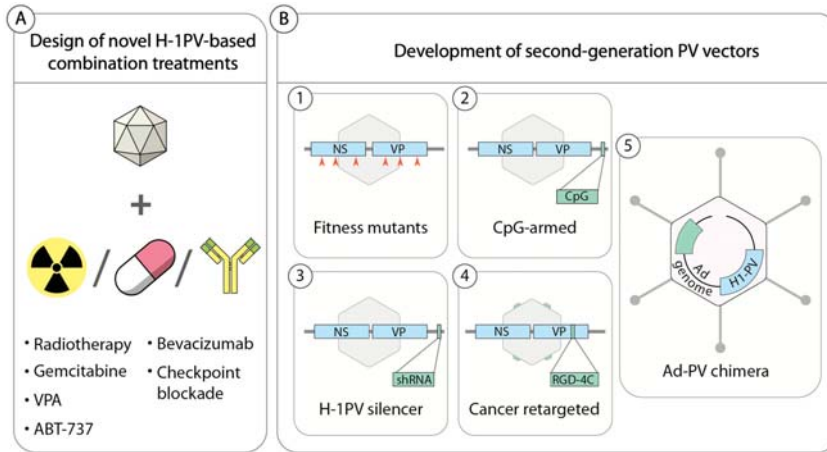 A
Design of novel H-1PV-based
combination treatments
+
/ /
• Radiotherapy
• Gemcitabine
• VPA
• ABT-737
• Bevacizumab
• Checkpoint
blockade
B
Development of second-generation PV vectors
1
NS VP
Fitness mutants
2
NS VP
CpG
CpG-armed
3
NS VP
shRNA
H-1PV silencer
4
NS VP
RGD-4C
Cancer retargeted
5
Ad
genome
H1-PV
Ad-PV chimera